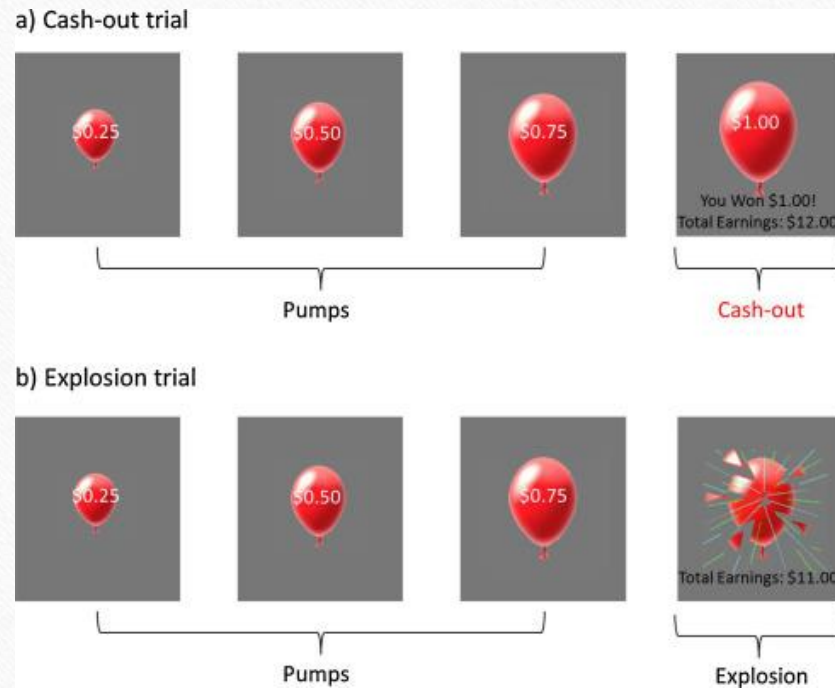 a) Cash-out trial
$0.25 $0.50 $0.75 $1.00
You Won $1.00!
Total Earnings: $12.00
Pumps Cash-out
b) Explosion trial
$0.25 $0.50 $0.75
Total Earnings: $11.00
Pumps Explosion